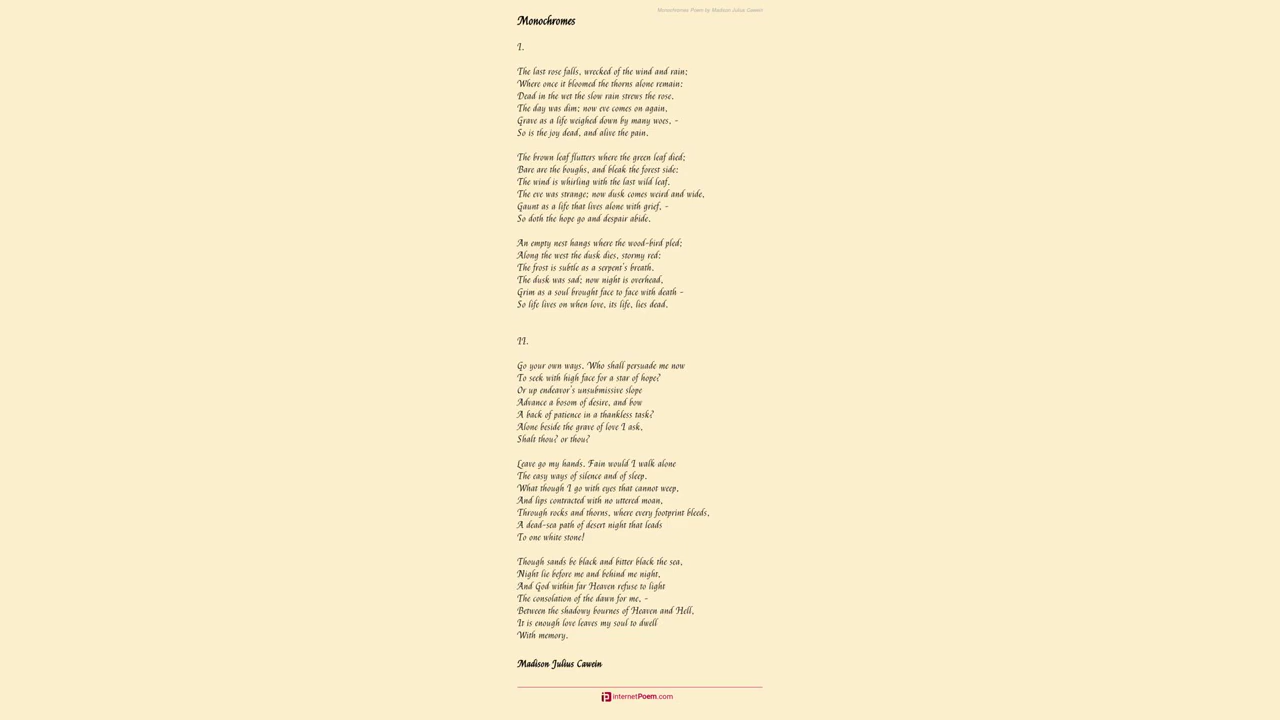 Monochromes Poem by Madison Julius Cawein
Monochromes
I.
The last rose falls, wrecked of the wind and rain;
Where once it bloomed the thorns alone remain:
Dead in the wet the slow rain strews the rose.
The day was dim; now eve comes on again,
Grave as a life weighed down by many woes, -
So is the joy dead, and alive the pain.
The brown leaf flutters where the green leaf died;
Bare are the boughs, and bleak the forest side:
The wind is whirling with the last wild leaf.
The eve was strange; now dusk comes weird and wide,
Gaunt as a life that lives alone with grief, -
So doth the hope go and despair abide.
An empty nest hangs where the wood-bird pled;
Along the west the dusk dies, stormy red:
The frost is subtle as a serpent's breath.
The dusk was sad; now night is overhead,
Grim as a soul brought face to face with death -
So life lives on when love, its life, lies dead.
II.
Go your own ways. Who shall persuade me now
To seek with high face for a star of hope?
Or up endeavor's unsubmissive slope
Advance a bosom of desire, and bow
A back of patience in a thankless task?
Alone beside the grave of love I ask,
Shalt thou? or thou?
Leave go my hands. Fain would I walk alone
The easy ways of silence and of sleep.
What though I go with eyes that cannot weep,
And lips contracted with no uttered moan,
Through rocks and thorns, where every footprint bleeds,
A dead-sea path of desert night that leads
To one white stone!
Though sands be black and bitter black the sea,
Night lie before me and behind me night,
And God within far Heaven refuse to light
The consolation of the dawn for me, -
Between the shadowy bournes of Heaven and Hell,
It is enough love leaves my soul to dwell
With memory.
Madison Julius Cawein
internetPoem.com